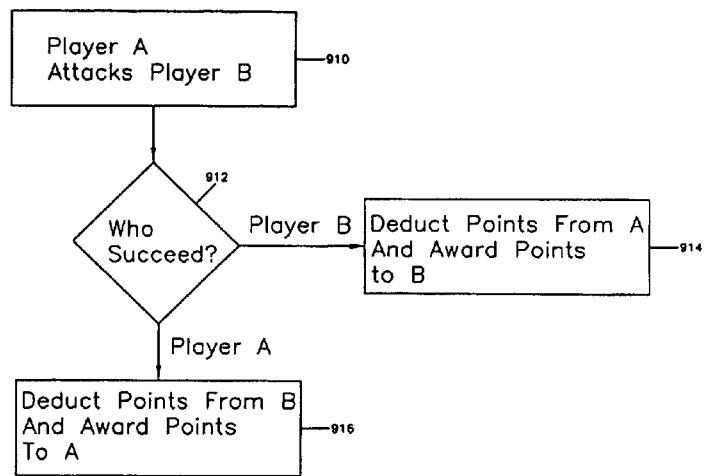 Player A
Attacks Player B
910
912
Who
Succeed?
Player B
Deduct Points From A
And Award Points
to B
914
Player A
Deduct Points From B
And Award Points
To A
916